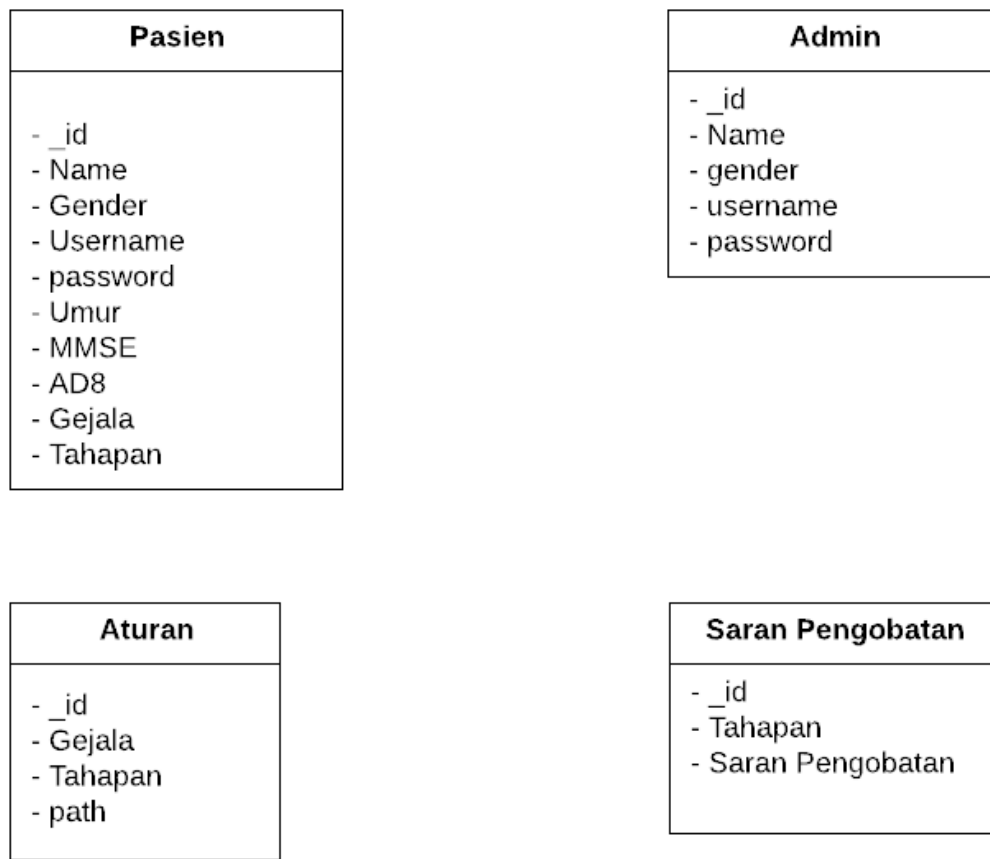 Pasien
- _id
- Name
- Gender
- Username
- password
- Umur
- MMSE
- AD8
- Gejala
- Tahapan
Admin
- _id
- Name
- gender
- username
- password
Aturan
- _id
- Gejala
- Tahapan
- path
Saran Pengobatan
- _id
- Tahapan
- Saran Pengobatan